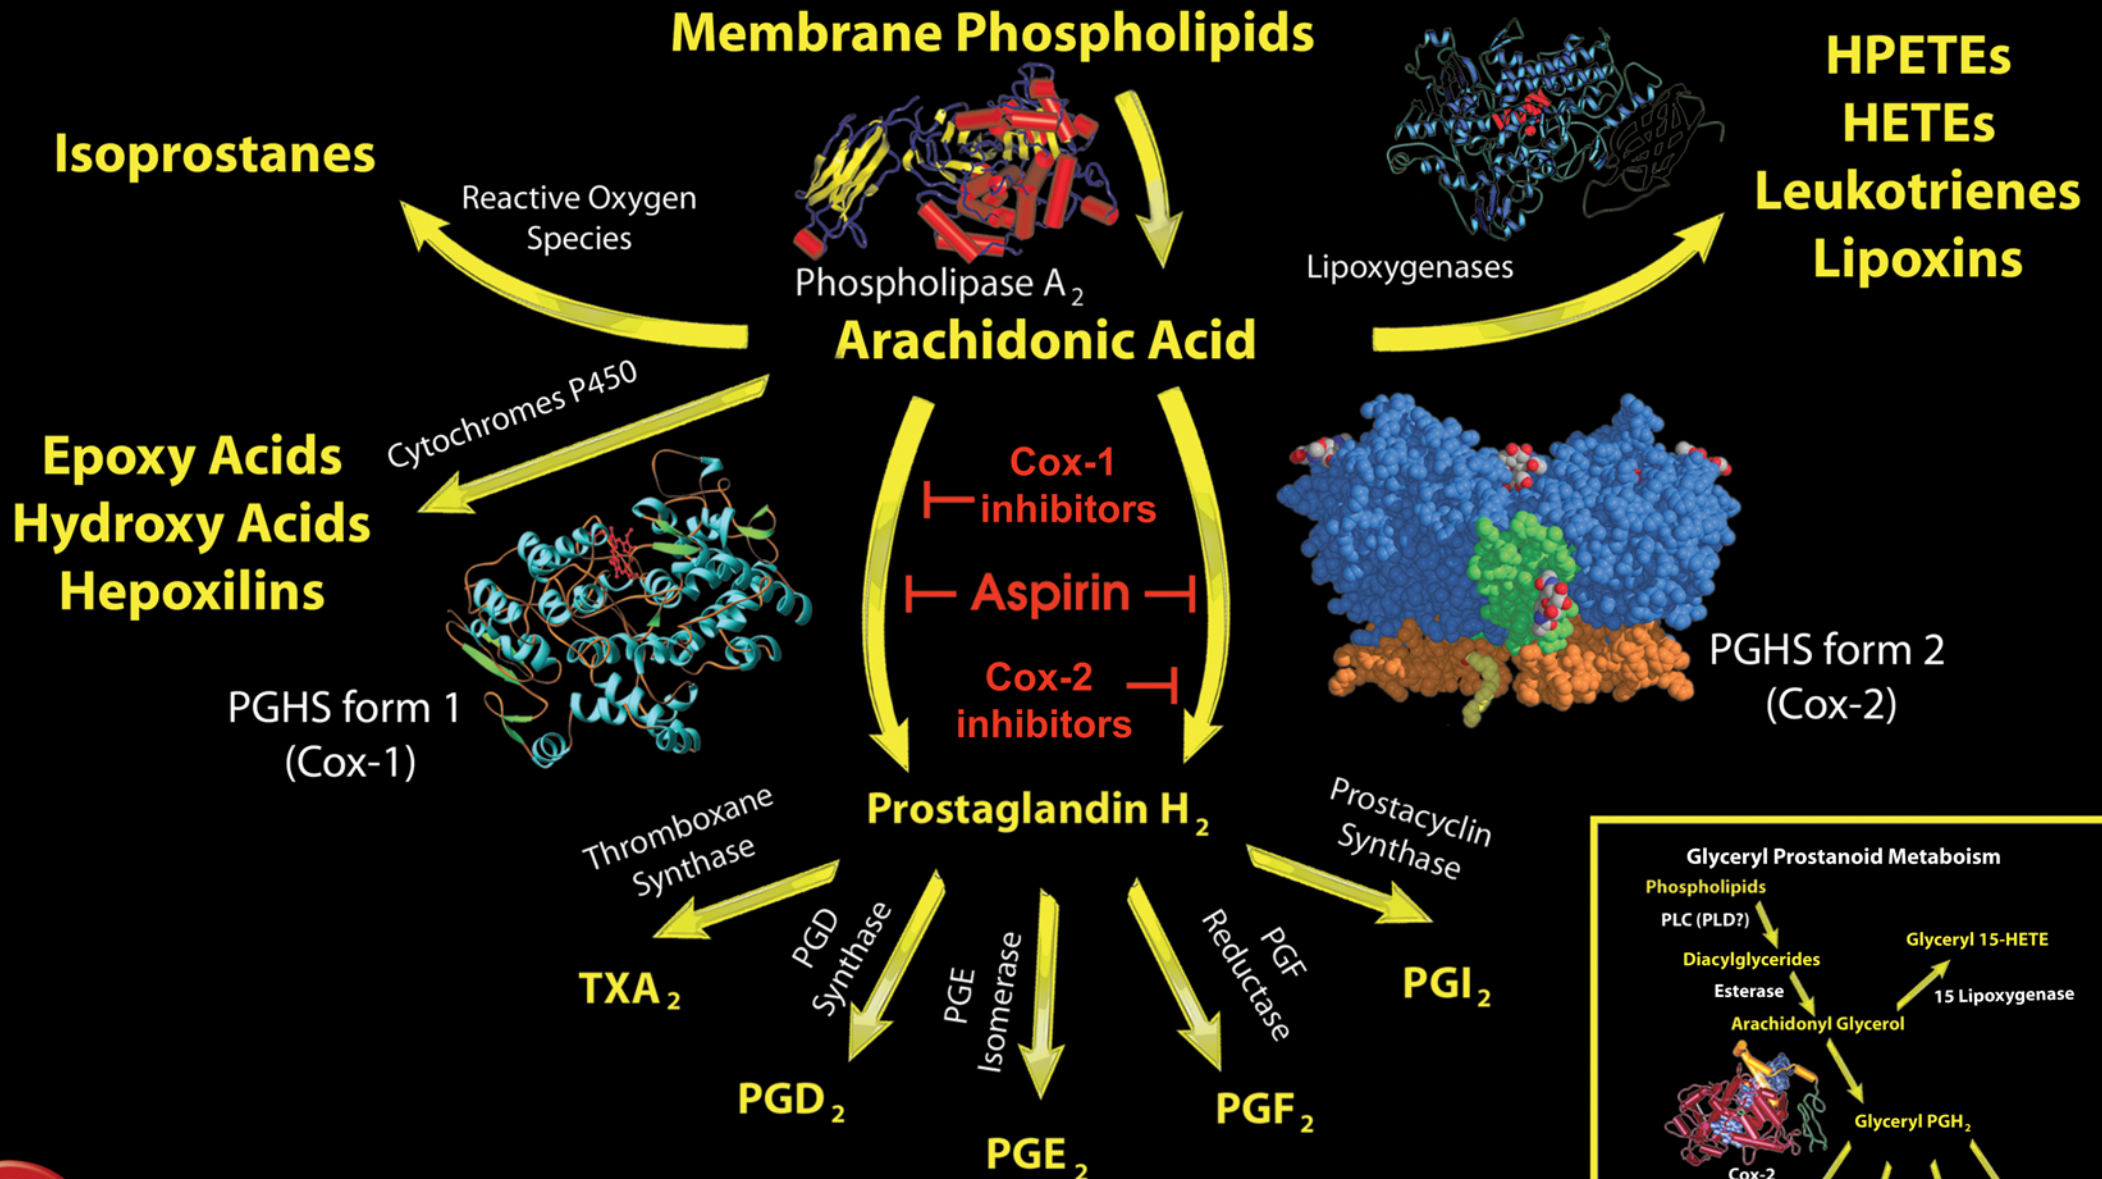 Membrane Phospholipids
HPETEs
HETEs
Leukotrienes
Lipoxins
Isoprostanes
Reactive Oxygen
Species
Phospholipase A2
Lipoxygenases
Arachidonic Acid
Cytochromes P450
Epoxy Acids
Hydroxy Acids
Hepoxilins
Cox-1
inhibitors
Aspirin
Cox-2
inhibitors
PGHS form 1
(Cox-1)
PGHS form 2
(Cox-2)
Prostaglandin H2
Thromboxane
Synthase
PGD
Synthase
PGE
Isomerase
PGF
Reductase
Prostacyclin
Synthase
TXA2
PGD2
PGE2
PGF2
PGI2
Glyceryl Prostanoid Metaboism
Phospholipids
PLC (PLD?)
Glyceryl 15-HETE
Diacylglycerides
Esterase
15 Lipoxygenase
Arachidonyl Glycerol
Glyceryl PGH2
Cox-2